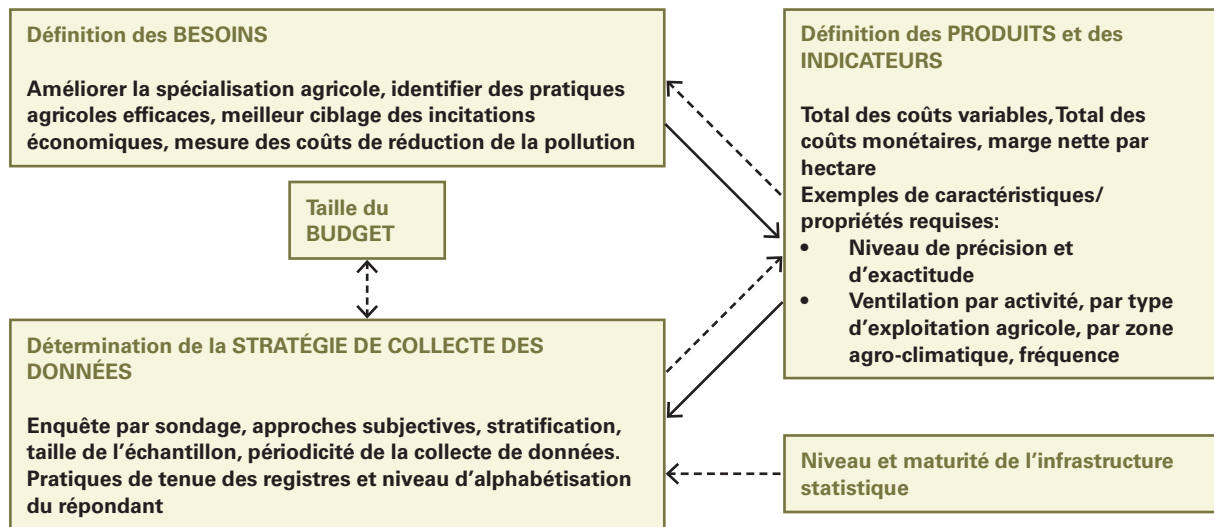 Définition des BESOINS
Améliorer la spécialisation agricole, identifier des pratiques
agricoles efficaces, meilleur ciblage des incitations
économiques, mesure des coûts de réduction de la pollution
Définition des PRODUITS et des
INDICATEURS
Total des coûts variables, Total des
coûts monétaires, marge nette par
hectare
Exemples de caractéristiques/
propriétés requises:
• Niveau de précision et
d'exactitude
• Ventilation par activité, par type
d'exploitation agricole, par zone
agro-climatique, fréquence
Taille du
BUDGET
Détermination de la STRATÉGIE DE COLLECTE DES
DONNÉES
Enquête par sondage, approches subjectives, stratification,
taille de l'échantillon, périodicité de la collecte de données.
Pratiques de tenue des registres et niveau d'alphabétisation
du répondant
Niveau et maturité de l'infrastructure
statistique